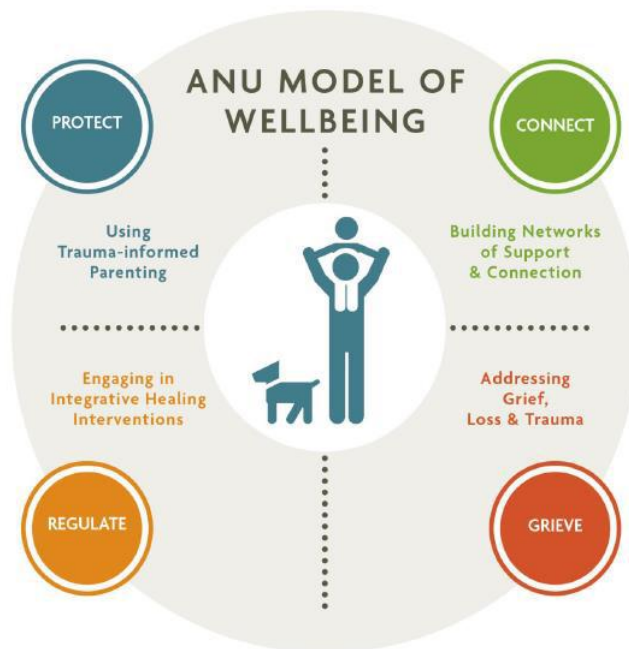 ANU MODEL OF
WELLBEING
PROTECT
CONNECT
Using
Trauma-informed
Parenting
Building Networks
of Support
& Connection
Engaging in
Integrative Healing
Interventions
Addressing
Grief,
Loss & Trauma
REGULATE
GRIEVE